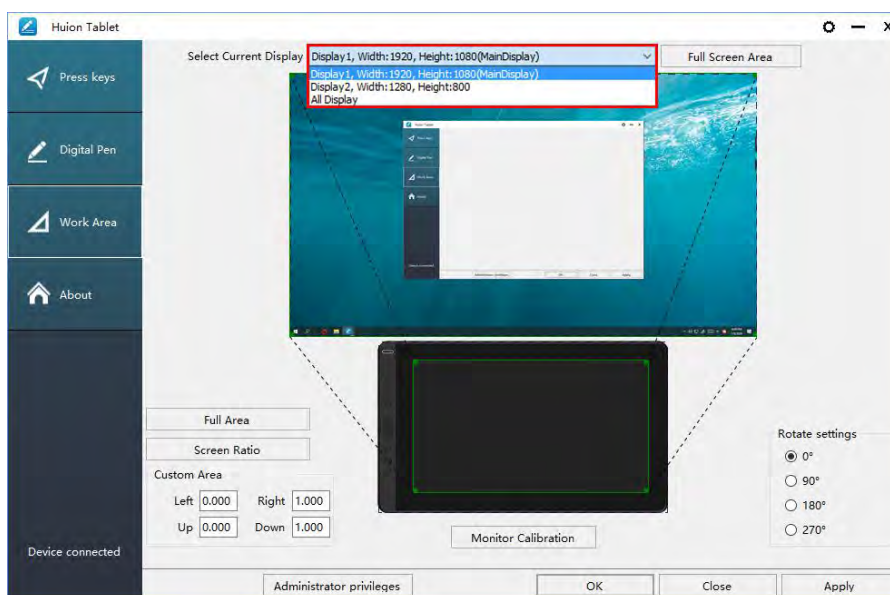 Huion Tablet
Select Current Display Display1, Width:1920, Height:1080(MainDisplay) Full Screen Area
Display1, Width:1920, Height:1080(MainDisplay)
Display2, Width:1280, Height:800
All Display
Press keys
Digital Pen
Work Area
About
Full Area
Screen Ratio
Custom Area
Left 0.000 Right 1.000
Up 0.000 Down 1.000
Monitor Calibration
Rotate settings
0°
90°
180°
270°
Device connected
Administrator privileges OK Close Apply